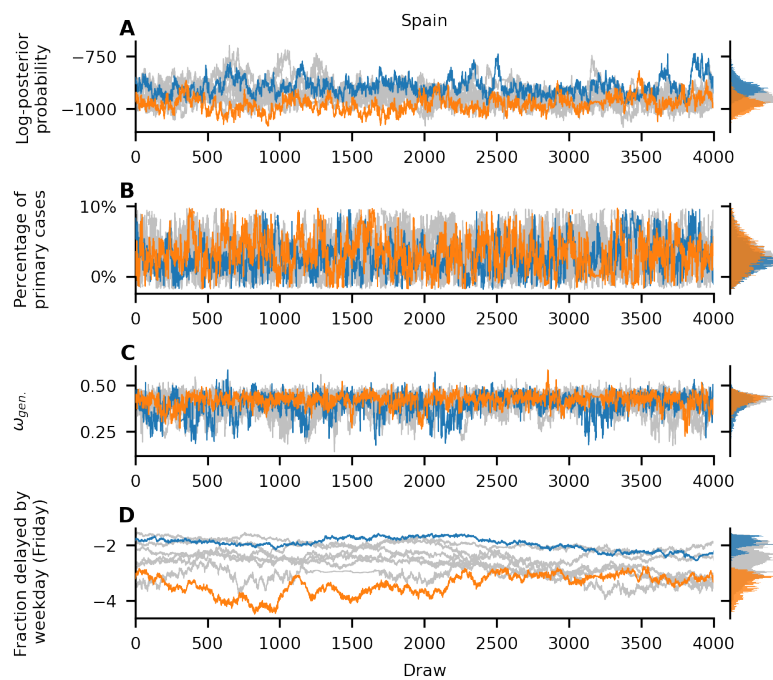 Spain
A
Log-posterior
probability
−750
−1000
0 500 1000 1500 2000 2500 3000 3500 4000
B
Percentage of
primary cases
10%
0%
0 500 1000 1500 2000 2500 3000 3500 4000
C
ω_gen.
0.50
0.25
0 500 1000 1500 2000 2500 3000 3500 4000
D
Fraction delayed by
weekday (Friday)
−2
−4
0 500 1000 1500 2000 2500 3000 3500 4000
Draw